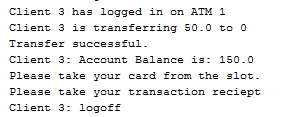 Client 3 has logged in on ATM 1
Client 3 is transferring 50.0 to 0
Transfer successful.
Client 3: Account Balance is: 150.0
Please take your card from the slot.
Please take your transaction reciept
Client 3: logoff